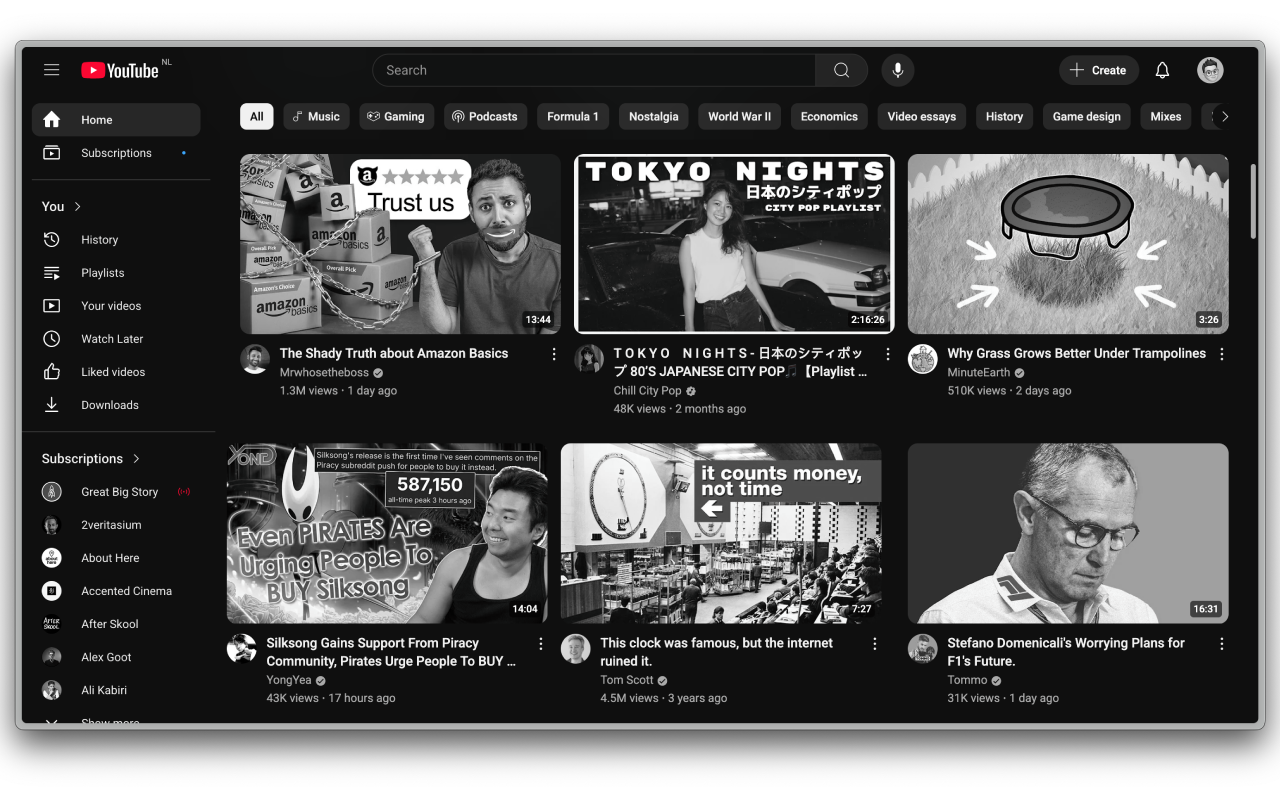 YouTube NL
Search
Create
Home
Subscriptions
You
History
Playlists
Your videos
Watch Later
Liked videos
Downloads
Subscriptions
Great Big Story
2veritasium
About Here
Accented Cinema
After Skool
Alex Goot
Ali Kabiri
Show more
All
Music
Gaming
Podcasts
Formula 1
Nostalgia
World War II
Economics
Video essays
History
Game design
Mixes
a
Trust us
amazon basics
Overall Pick
Amazon's Choice
amazon basics
13:44
The Shady Truth about Amazon Basics
Mrwhosetheboss
1.3M views · 1 day ago
TOKYO NIGHTS
日本のシティポップ
CITY POP PLAYLIST
2:16:26
T O K Y O N I G H T S - 日本のシティポッ
プ 80'S JAPANESE CITY POP🎵【Playlist ...
Chill City Pop
48K views · 2 months ago
3:26
Why Grass Grows Better Under Trampolines
MinuteEarth
510K views · 2 days ago
YOND
Silksong's release is the first time I've seen comments on the
Piracy subreddit push for people to buy it instead.
587,150
all-time peak 3 hours ago
Even PIRATES Are
Urging People To
BUY Silksong
14:04
Silksong Gains Support From Piracy
Community, Pirates Urge People To BUY ...
YongYea
43K views · 17 hours ago
it counts money,
not time
7:27
This clock was famous, but the internet
ruined it.
Tom Scott
4.5M views · 3 years ago
16:31
Stefano Domenicali's Worrying Plans for
F1's Future.
Tommo
31K views · 1 day ago